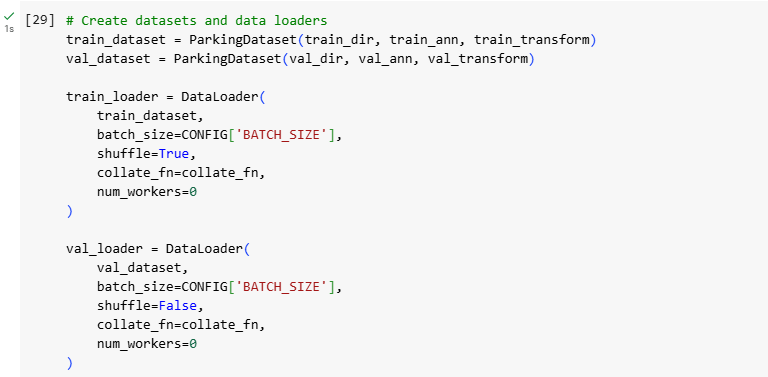 [29] # Create datasets and data loaders
1s
train_dataset = ParkingDataset(train_dir, train_ann, train_transform)
val_dataset = ParkingDataset(val_dir, val_ann, val_transform)
train_loader = DataLoader(
    train_dataset,
    batch_size=CONFIG['BATCH_SIZE'],
    shuffle=True,
    collate_fn=collate_fn,
    num_workers=0
)
val_loader = DataLoader(
    val_dataset,
    batch_size=CONFIG['BATCH_SIZE'],
    shuffle=False,
    collate_fn=collate_fn,
    num_workers=0
)